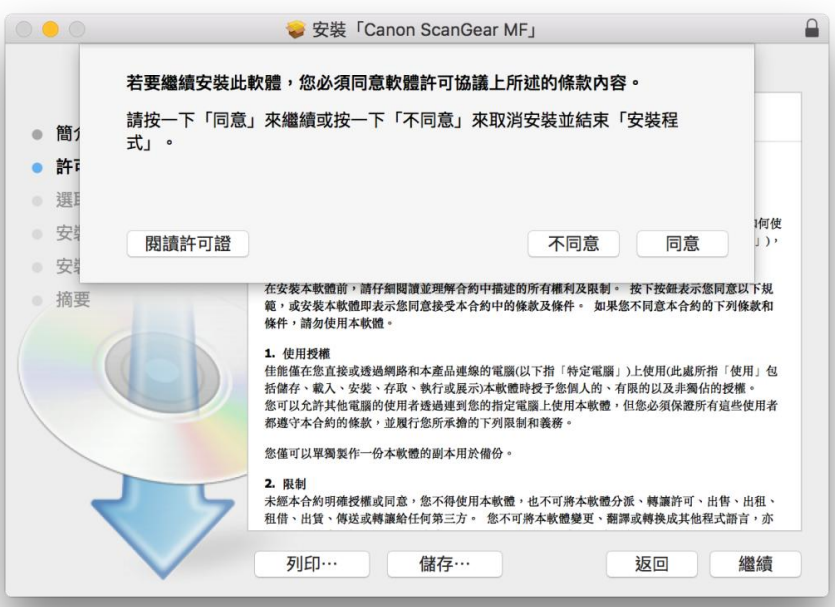 安裝「Canon ScanGear MF」
若要繼續安裝此軟體，您必須同意軟體許可協議上所述的條款內容。
請按一下「同意」來繼續或按一下「不同意」來取消安裝並結束「安裝程
式」。
閱讀許可證
不同意
同意
簡
許
選
安
安
摘要
何使
」)，
在安裝本軟體前，請仔細閱讀並理解合約中描述的所有權利及限制。 按下按鈕表示您同意以下規
範，或安裝本軟體即表示您同意接受本合約中的條款及條件。 如果您不同意本合約的下列條款和
條件，請勿使用本軟體。
1. 使用授權
佳能僅在您直接或透過網路和本產品連線的電腦(以下指「特定電腦」)上使用(此處所指「使用」包
括儲存、載入、安裝、存取、執行或展示)本軟體時授予您個人的、有限的以及非獨佔的授權。
您可以允許其他電腦的使用者透過連到您的指定電腦上使用本軟體，但您必須保證所有這些使用者
都遵守本合約的條款，並履行您所承擔的下列限制和義務。
您僅可以單獨製作一份本軟體的副本用於備份。
2. 限制
未經本合約明確授權或同意，您不得使用本軟體，也不可將本軟體分派、轉讓許可、出售、出租、
租借、出賃、傳送或轉讓給任何第三方。 您不可將本軟體變更、翻譯或轉換成其他程式語言，亦
列印⋯
儲存⋯
返回
繼續